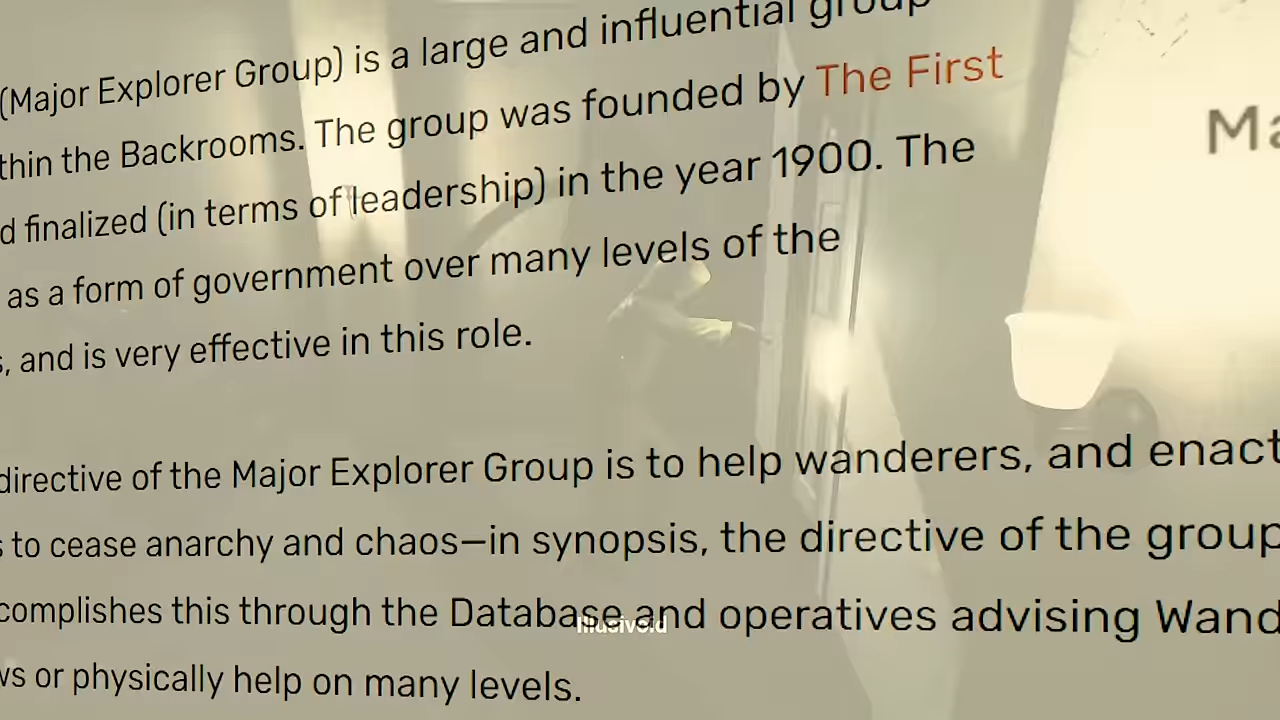 (Major Explorer Group) is a large and influential group
thin the Backrooms. The group was founded by The First
d finalized (in terms of leadership) in the year 1900. The
as a form of government over many levels of the
s, and is very effective in this role.
directive of the Major Explorer Group is to help wanderers, and enact
s to cease anarchy and chaos—in synopsis, the directive of the group
complishes this through the Database and operatives advising Wand
ws or physically help on many levels.
Ma